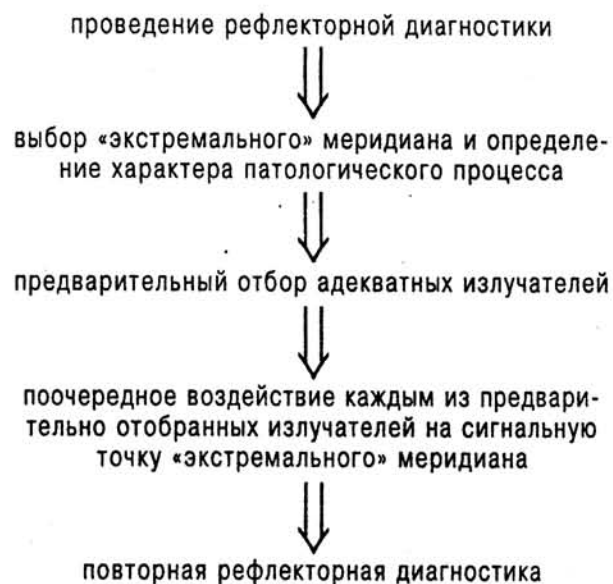 проведение рефлекторной диагностики
выбор «экстремального» меридиана и определе-
ние характера патологического процесса
предварительный отбор адекватных излучателей
поочередное воздействие каждым из предвари-
тельно отобранных излучателей на сигнальную
точку «экстремального» меридиана
повторная рефлекторная диагностика